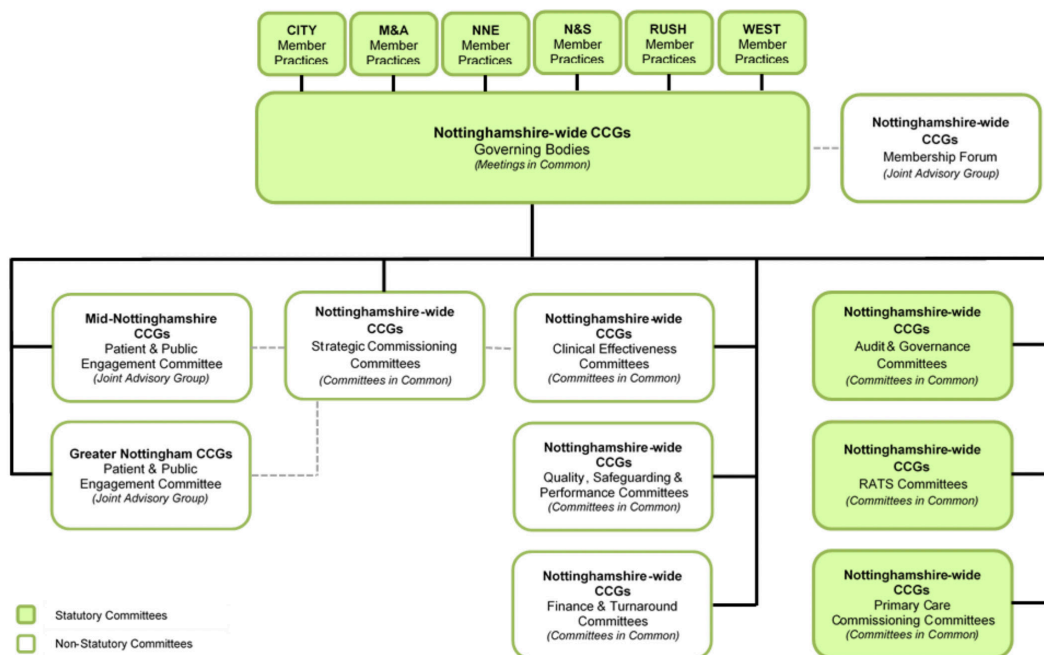 CITY
Member
Practices
M&A
Member
Practices
NNE
Member
Practices
N&S
Member
Practices
RUSH
Member
Practices
WEST
Member
Practices
Nottinghamshire-wide CCGs
Governing Bodies
(Meetings in Common)
Nottinghamshire-wide
CCGs
Membership Forum
(Joint Advisory Group)
Mid-Nottinghamshire
CCGs
Patient & Public
Engagement Committee
(Joint Advisory Group)
Nottinghamshire-wide
CCGs
Strategic Commissioning
Committees
(Committees in Common)
Nottinghamshire-wide
CCGs
Clinical Effectiveness
Committees
(Committees in Common)
Nottinghamshire-wide
CCGs
Audit & Governance
Committees
(Committees in Common)
Greater Nottingham CCGs
Patient & Public
Engagement Committee
(Joint Advisory Group)
Nottinghamshire-wide
CCGs
Quality, Safeguarding &
Performance Committees
(Committees in Common)
Nottinghamshire-wide
CCGs
RATS Committees
(Committees in Common)
Nottinghamshire-wide
CCGs
Finance & Turnaround
Committees
(Committees in Common)
Nottinghamshire-wide
CCGs
Primary Care
Commissioning Committees
(Committees in Common)
Statutory Committees
Non-Statutory Committees